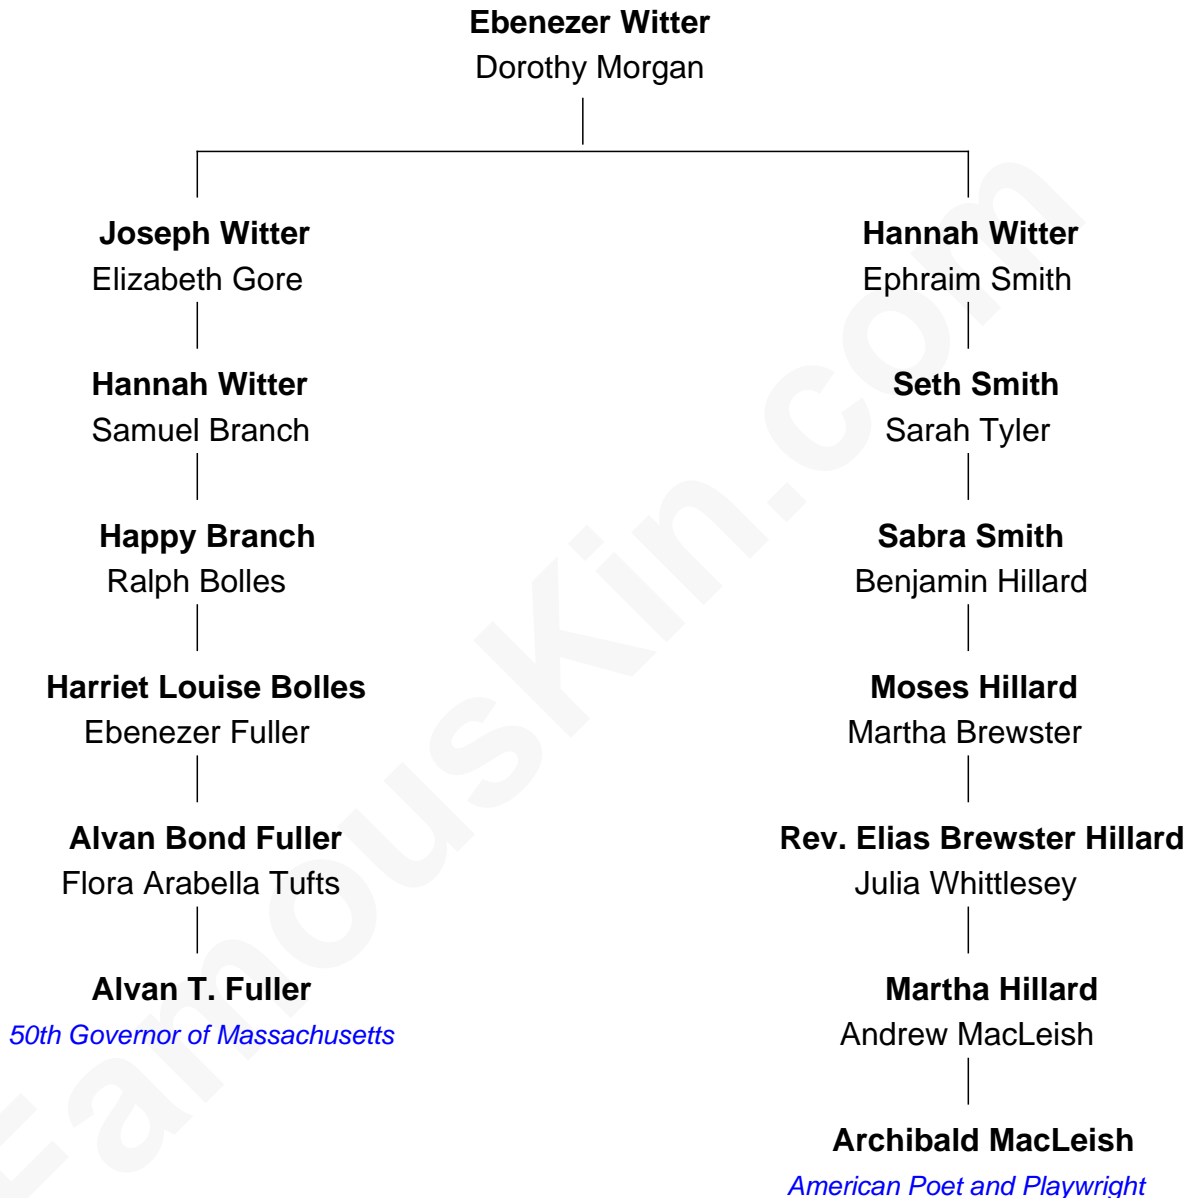 Ebenezer Witter
Dorothy Morgan
Joseph Witter
Elizabeth Gore
Hannah Witter
Ephraim Smith
Hannah Witter
Samuel Branch
Seth Smith
Sarah Tyler
Happy Branch
Ralph Bolles
Sabra Smith
Benjamin Hillard
Harriet Louise Bolles
Ebenezer Fuller
Moses Hillard
Martha Brewster
Alvan Bond Fuller
Flora Arabella Tufts
Rev. Elias Brewster Hillard
Julia Whittlesey
Alvan T. Fuller
50th Governor of Massachusetts
Martha Hillard
Andrew MacLeish
Archibald MacLeish
American Poet and Playwright
FamousKin.com